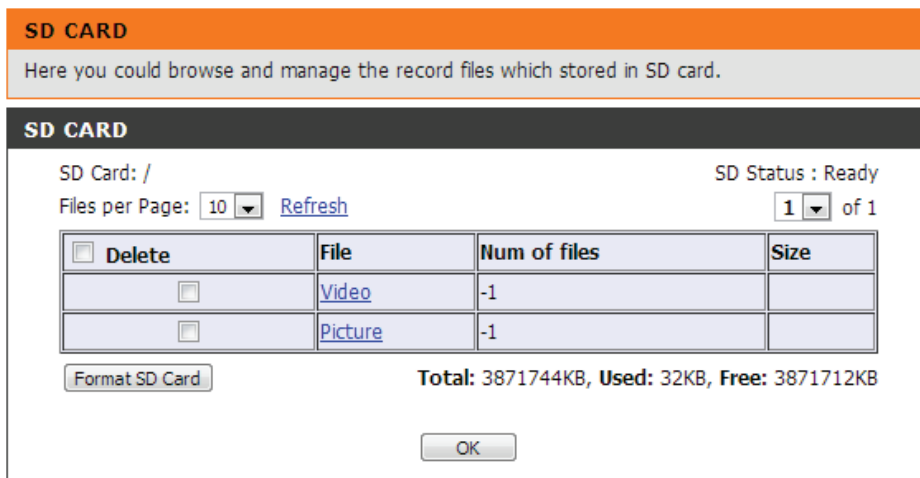 SD CARD
Here you could browse and manage the record files which stored in SD card.
SD CARD
SD Card: / SD Status : Ready
Files per Page: 10 Refresh 1 of 1
Delete File Num of files Size
Video -1
Picture -1
Format SD Card Total: 3871744KB, Used: 32KB, Free: 3871712KB
OK